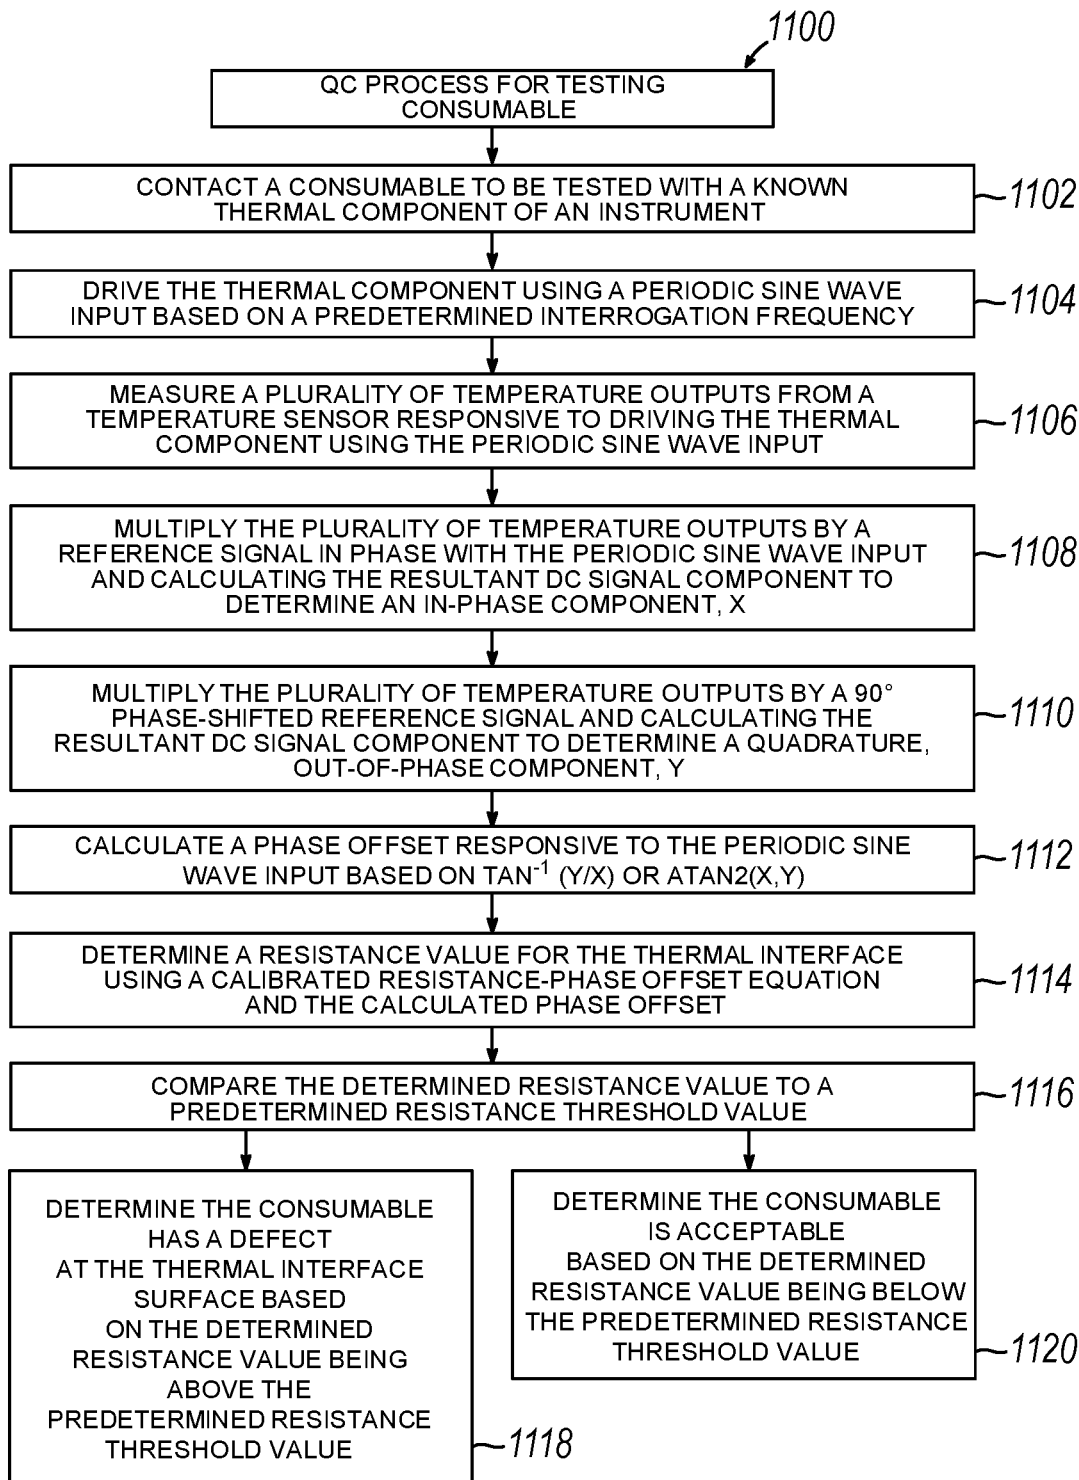 1100
QC PROCESS FOR TESTING
CONSUMABLE
CONTACT A CONSUMABLE TO BE TESTED WITH A KNOWN
THERMAL COMPONENT OF AN INSTRUMENT
1102
DRIVE THE THERMAL COMPONENT USING A PERIODIC SINE WAVE
INPUT BASED ON A PREDETERMINED INTERROGATION FREQUENCY
1104
MEASURE A PLURALITY OF TEMPERATURE OUTPUTS FROM A
TEMPERATURE SENSOR RESPONSIVE TO DRIVING THE THERMAL
COMPONENT USING THE PERIODIC SINE WAVE INPUT
1106
MULTIPLY THE PLURALITY OF TEMPERATURE OUTPUTS BY A
REFERENCE SIGNAL IN PHASE WITH THE PERIODIC SINE WAVE INPUT
AND CALCULATING THE RESULTANT DC SIGNAL COMPONENT TO
DETERMINE AN IN-PHASE COMPONENT, X
1108
MULTIPLY THE PLURALITY OF TEMPERATURE OUTPUTS BY A 90°
PHASE-SHIFTED REFERENCE SIGNAL AND CALCULATING THE
RESULTANT DC SIGNAL COMPONENT TO DETERMINE A QUADRATURE,
OUT-OF-PHASE COMPONENT, Y
1110
CALCULATE A PHASE OFFSET RESPONSIVE TO THE PERIODIC SINE
WAVE INPUT BASED ON TAN⁻¹ (Y/X) OR ATAN2(X,Y)
1112
DETERMINE A RESISTANCE VALUE FOR THE THERMAL INTERFACE
USING A CALIBRATED RESISTANCE-PHASE OFFSET EQUATION
AND THE CALCULATED PHASE OFFSET
1114
COMPARE THE DETERMINED RESISTANCE VALUE TO A
PREDETERMINED RESISTANCE THRESHOLD VALUE
1116
DETERMINE THE CONSUMABLE
HAS A DEFECT
AT THE THERMAL INTERFACE
SURFACE BASED
ON THE DETERMINED
RESISTANCE VALUE BEING
ABOVE THE
PREDETERMINED RESISTANCE
THRESHOLD VALUE
1118
DETERMINE THE CONSUMABLE
IS ACCEPTABLE
BASED ON THE DETERMINED
RESISTANCE VALUE BEING BELOW
THE PREDETERMINED RESISTANCE
THRESHOLD VALUE
1120